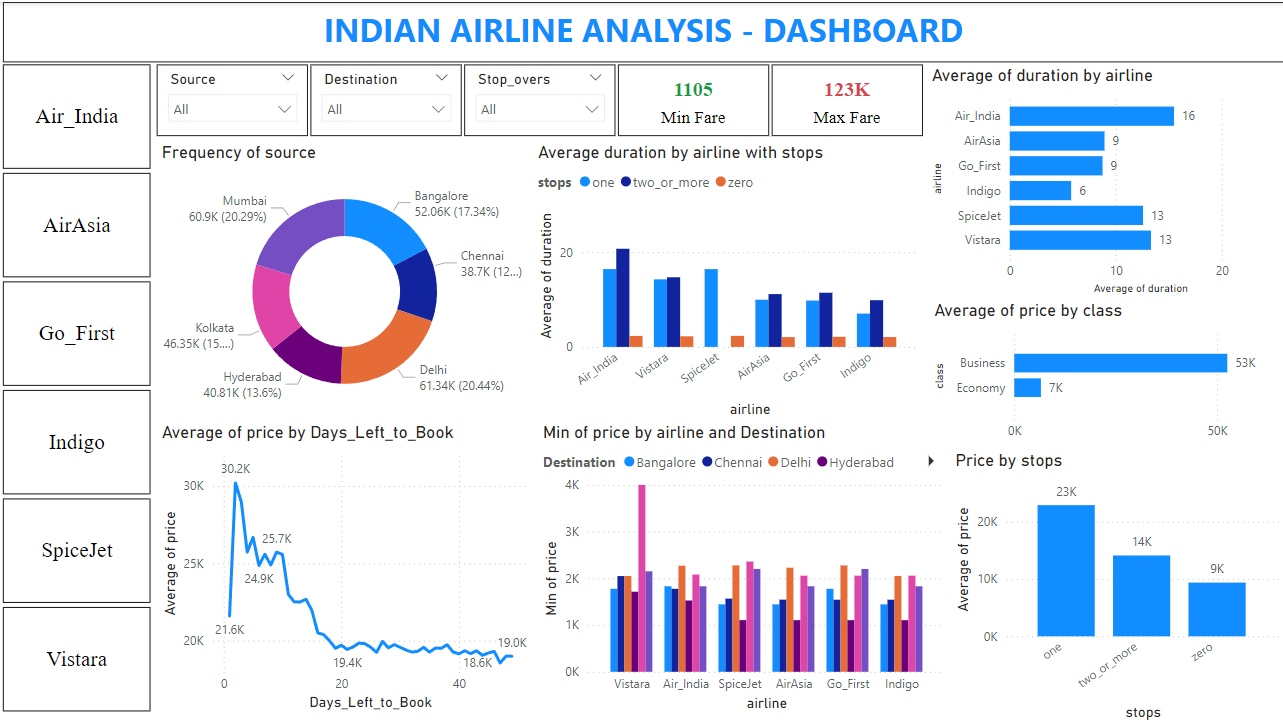 INDIAN AIRLINE ANALYSIS - DASHBOARD
Air_India
AirAsia
Go_First
Indigo
SpiceJet
Vistara
Source
All
Destination
All
Stop_overs
All
1105
Min Fare
123K
Max Fare
Frequency of source
Mumbai
60.9K (20.29%)
Bangalore
52.06K (17.34%)
Chennai
38.7K (12...)
Kolkata
46.35K (15....)
Hyderabad
40.81K (13.6%)
Delhi
61.34K (20.44%)
Average duration by airline with stops
stops one two_or_more zero
Average of duration
20
0
Air_India Vistara SpiceJet AirAsia Go_First Indigo
airline
Average of duration by airline
airline
Air_India 16
AirAsia 9
Go_First 9
Indigo 6
SpiceJet 13
Vistara 13
0 10 20
Average of duration
Average of price by class
class
Business 53K
Economy 7K
0K 50K
Average of price by Days_Left_to_Book
Average of price
30K
25K
20K
30.2K
25.7K
24.9K
21.6K
19.4K
19.0K
18.6K
0 20 40
Days_Left_to_Book
Min of price by airline and Destination
Destination Bangalore Chennai Delhi Hyderabad
Min of price
4K
3K
2K
1K
0K
Vistara Air_India SpiceJet AirAsia Go_First Indigo
airline
Price by stops
Average of price
20K
10K
0K
23K
14K
9K
one two_or_more zero
stops